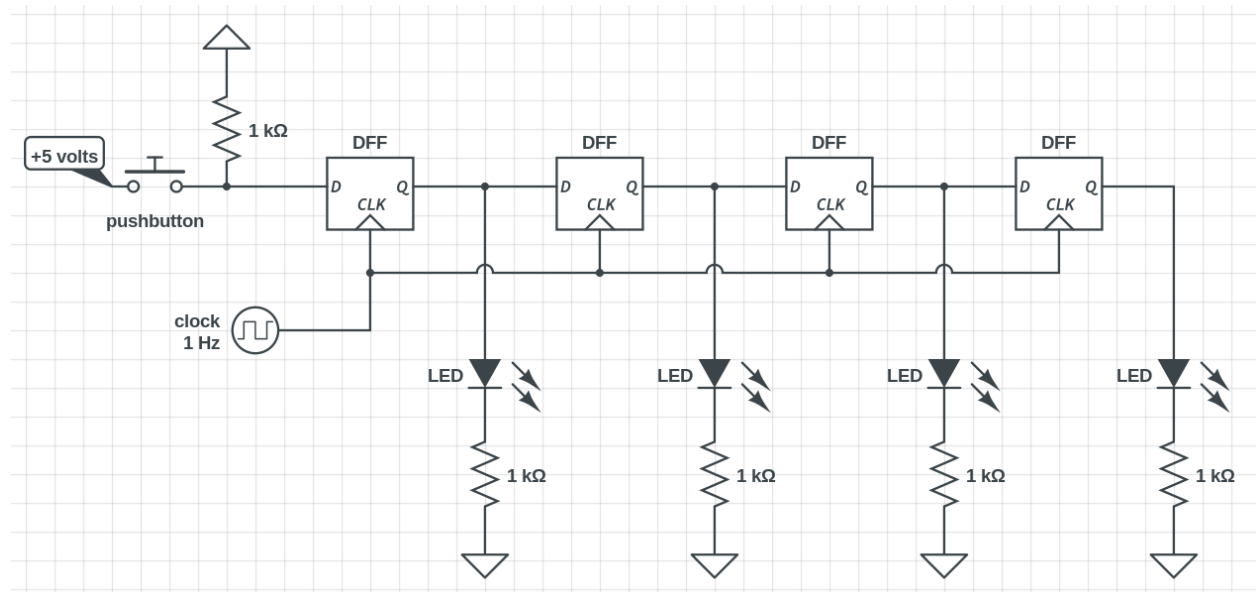 1 kΩ
+5 volts
pushbutton
DFF
D
Q
CLK
DFF
D
Q
CLK
DFF
D
Q
CLK
DFF
D
Q
CLK
clock
1 Hz
LED
1 kΩ
LED
1 kΩ
LED
1 kΩ
LED
1 kΩ